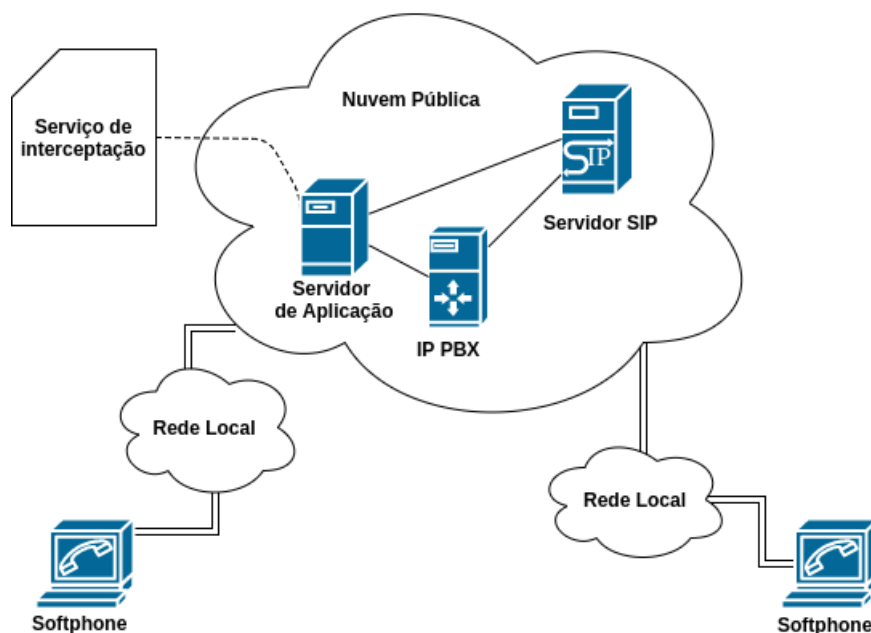 Nuvem Pública
Serviço de
interceptação
SIP
Servidor SIP
Servidor
de Aplicação
IP PBX
Rede Local
Rede Local
Softphone
Softphone